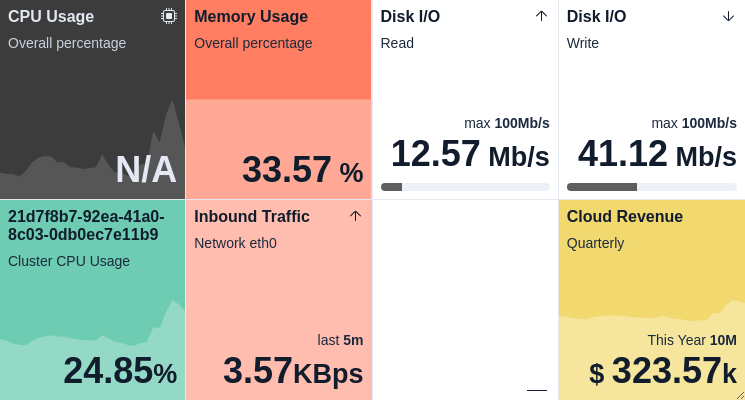 CPU Usage
Overall percentage
N/A
Memory Usage
Overall percentage
33.57 %
Disk I/O
Read
max 100Mb/s
12.57 Mb/s
Disk I/O
Write
max 100Mb/s
41.12 Mb/s
21d7f8b7-92ea-41a0-
8c03-0db0ec7e11b9
Cluster CPU Usage
24.85%
Inbound Traffic
Network eth0
last 5m
3.57KBps
—
Cloud Revenue
Quarterly
This Year 10M
$ 323.57k